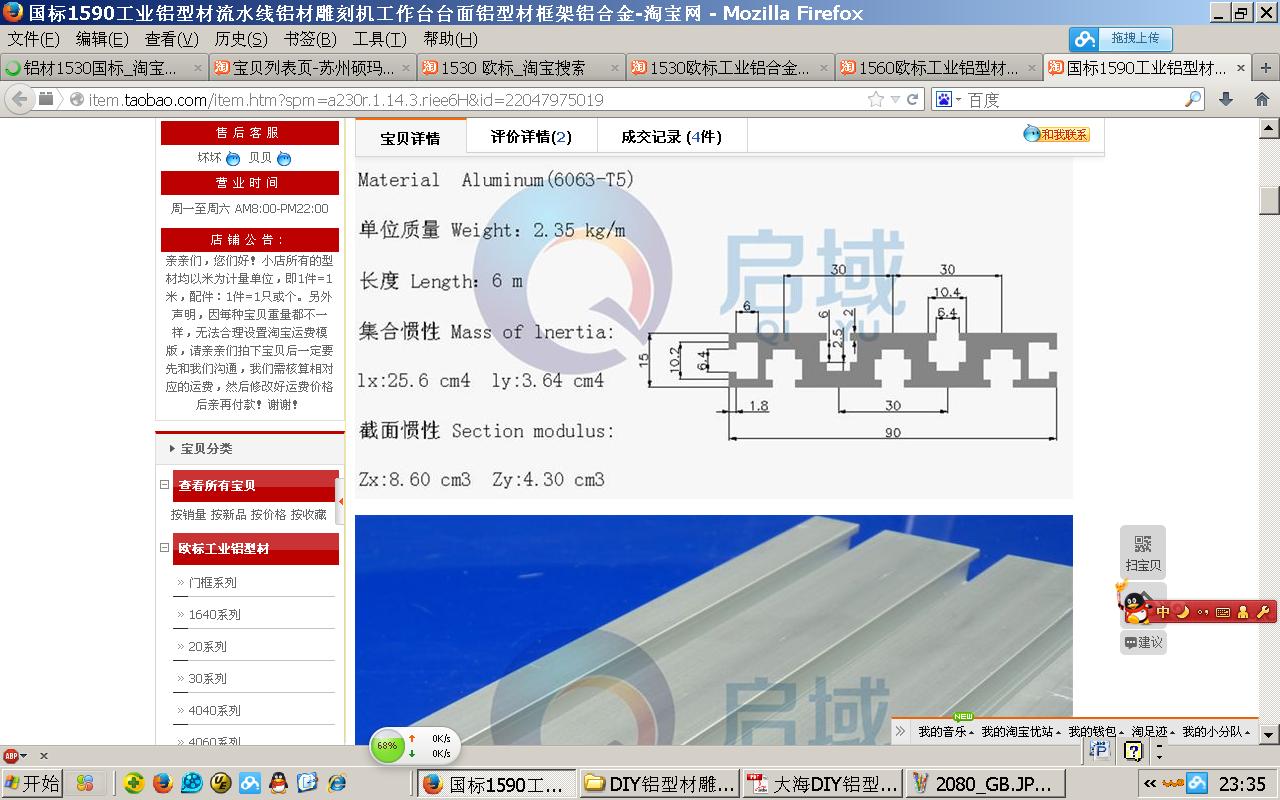 国标1590工业铝型材流水线铝材雕刻机工作台台面铝型材框架铝合金-淘宝网 - Mozilla Firefox
文件(F) 编辑(E) 查看(V) 历史(S) 书签(B) 工具(T) 帮助(H)
拖拽上传
铝材1530国标_淘宝... 宝贝列表页-苏州硕玛... 1530 欧标_淘宝搜索 1530欧标工业铝合金... 1560欧标工业铝型材... 国标1590工业铝型材...
item.taobao.com/item.htm?spm=a230r.1.14.3.riee6H&id=22047975019
百度
售后客服
坏坏 贝贝
营业时间
周一至周六 AM8:00-PM22:00
店铺公告:
亲亲们，您们好！小店所有的型
材均以米为计量单位，即1件=1
米，配件：1件=1只或个。另外
声明，因每种宝贝重量都不一
样，无法合理设置淘宝运费模
版，请亲亲们拍下宝贝后一定要
先和我们沟通，我们需核算相对
应的运费，然后修改好运费价格
后亲再付款！谢谢！
宝贝分类
查看所有宝贝
按销量 按新品 按价格 按收藏
欧标工业铝型材
» 门框系列
» 1640系列
» 20系列
» 30系列
» 4040系列
» 4060系列
宝贝详情 评价详情(2) 成交记录 (4件)
和我联系
Material Aluminum(6063-T5)
单位质量 Weight: 2.35 kg/m
长度 Length: 6 m
集合惯性 Mass of lnertia:
lx:25.6 cm4 ly:3.64 cm4
截面惯性 Section modulus:
Zx:8.60 cm3 Zy:4.30 cm3
启域
QI XU
30 30
10.4
6.4
6
6 2
2.5
15 10.2 6.4
1.8
30
90
启域
扫宝贝
中
建议
NEW
» 我的音乐 我的淘宝优站 我的钱包 淘足迹 我的小分队
68% 0K/s
0K/s
ABP
开始
国标1590工... DIY铝型材雕... 大海DIY铝型... 2080_GB.JP...
23:35